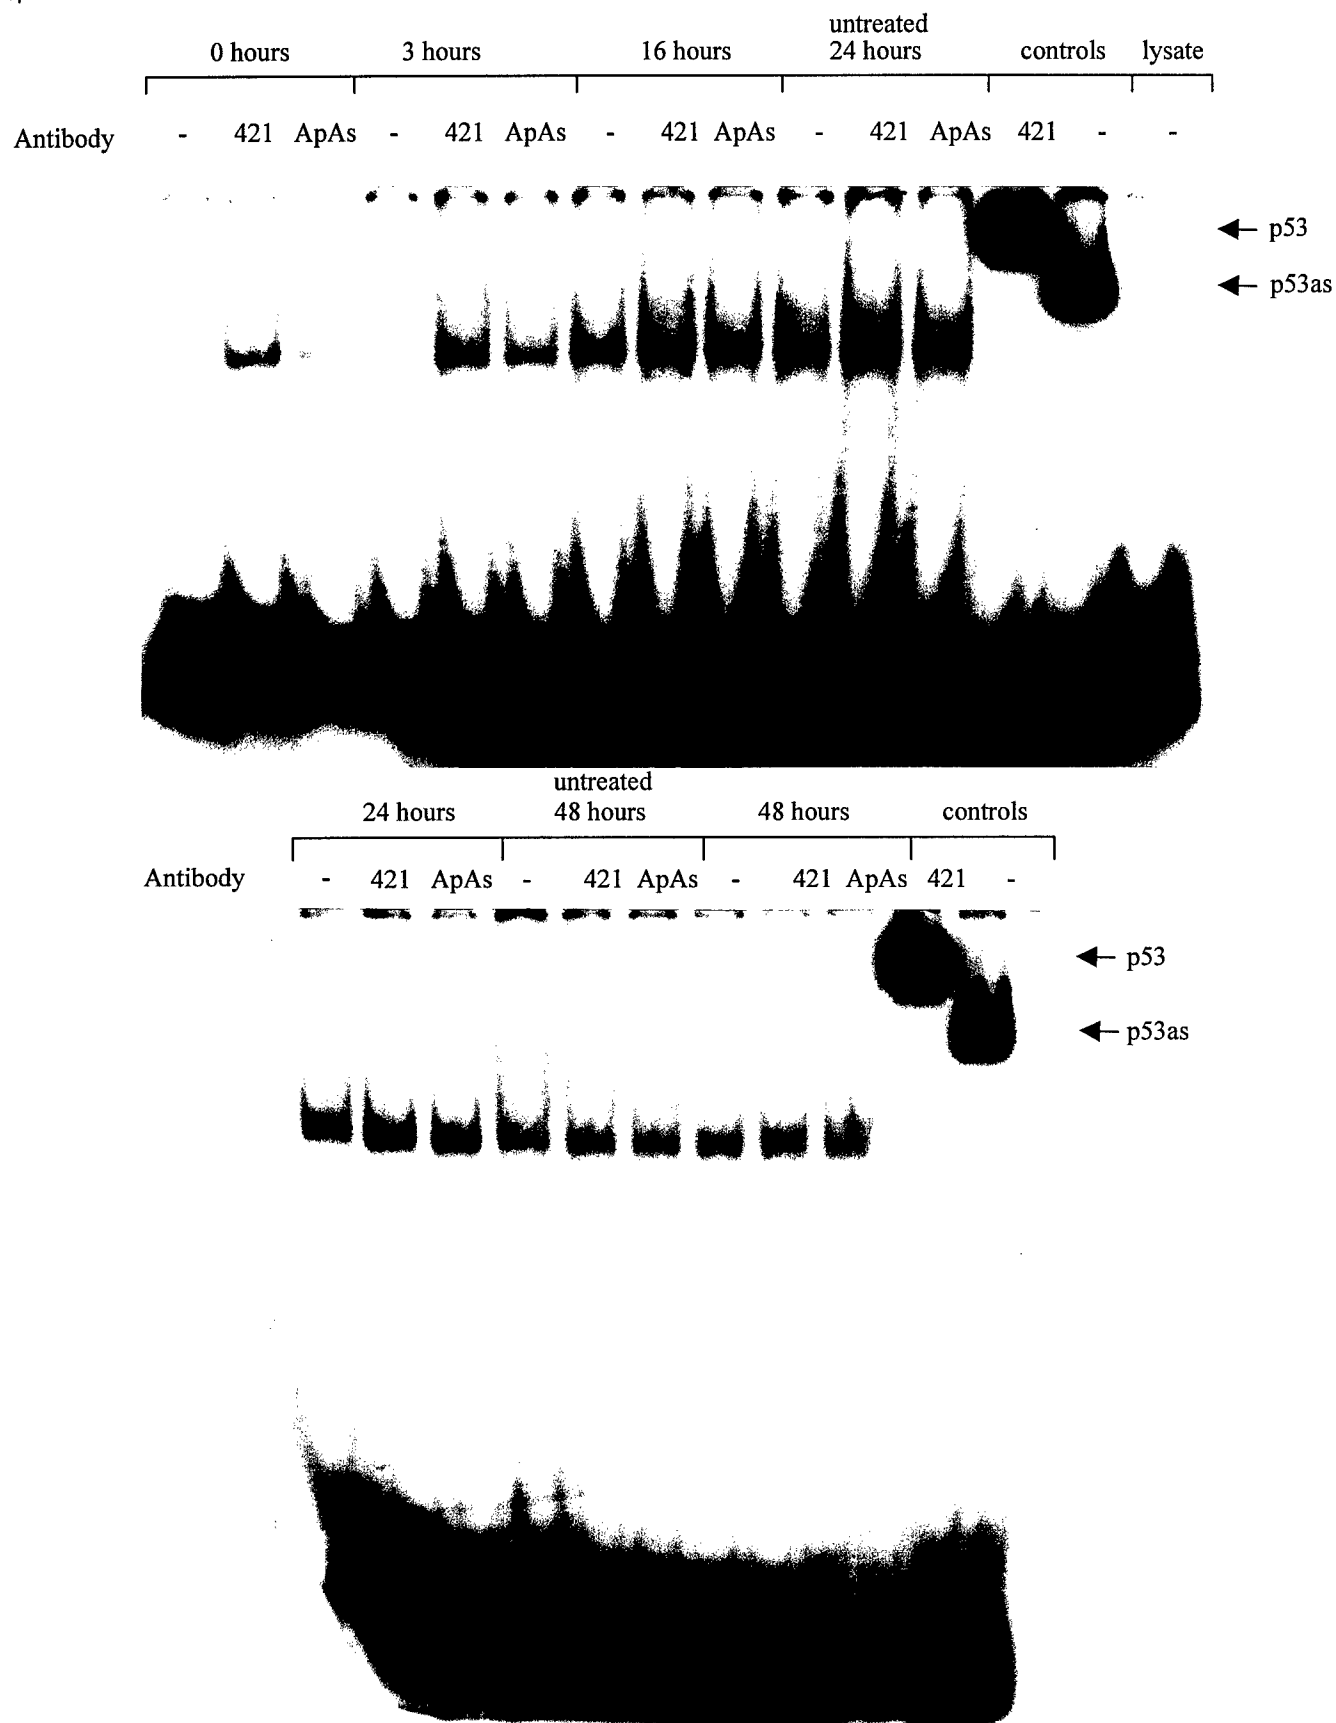 untreated
0 hours 3 hours 16 hours 24 hours controls lysate
Antibody - 421 ApAs - 421 ApAs - 421 ApAs - 421 ApAs 421 - -
p53
p53as
untreated
24 hours 48 hours 48 hours controls
Antibody - 421 ApAs - 421 ApAs - 421 ApAs 421 -
p53
p53as